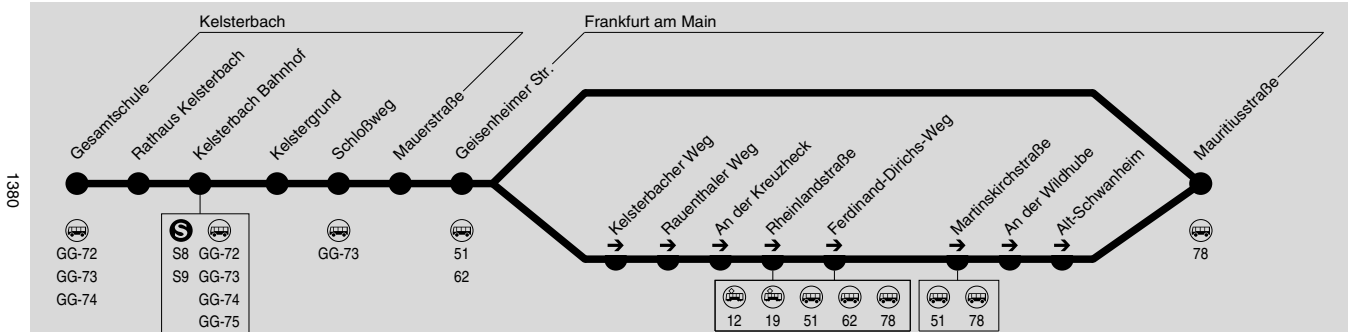 Kelsterbach
Frankfurt am Main
Gesamtschule
Rathaus Kelsterbach
Kelsterbach Bahnhof
Kelstergrund
Schloßweg
Mauerstraße
Geisenheimer Str.
Kelsterbacher Weg
Rauenthaler Weg
An der Kreuzheck
Rheinlandstraße
Ferdinand-Dirichs-Weg
Martinskirchstraße
An der Wildhube
Alt-Schwanheim
Mauritiusstraße
1380
GG-72
GG-73
GG-74
S
S8 GG-72
S9 GG-73
GG-74
GG-75
GG-73
51
62
12 19 51 62 78
51 78
78